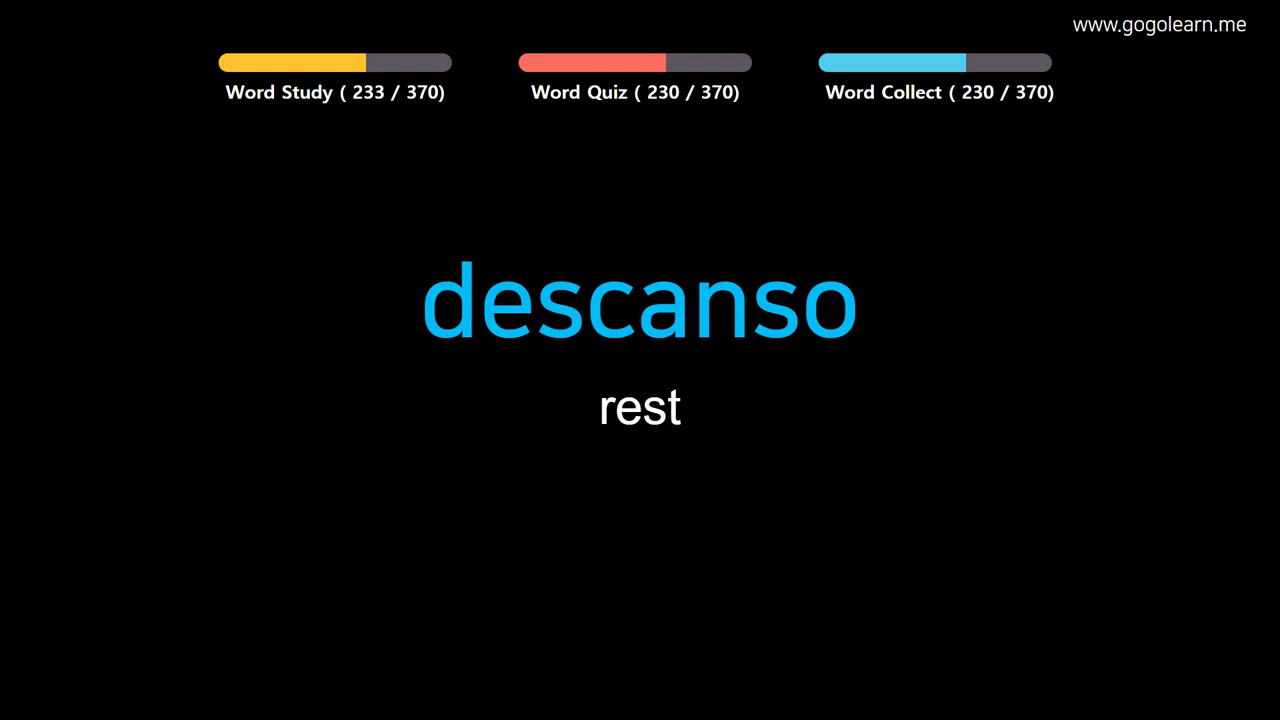 www.gogolearn.me
Word Study ( 233 / 370)
Word Quiz ( 230 / 370)
Word Collect ( 230 / 370)
descanso
rest